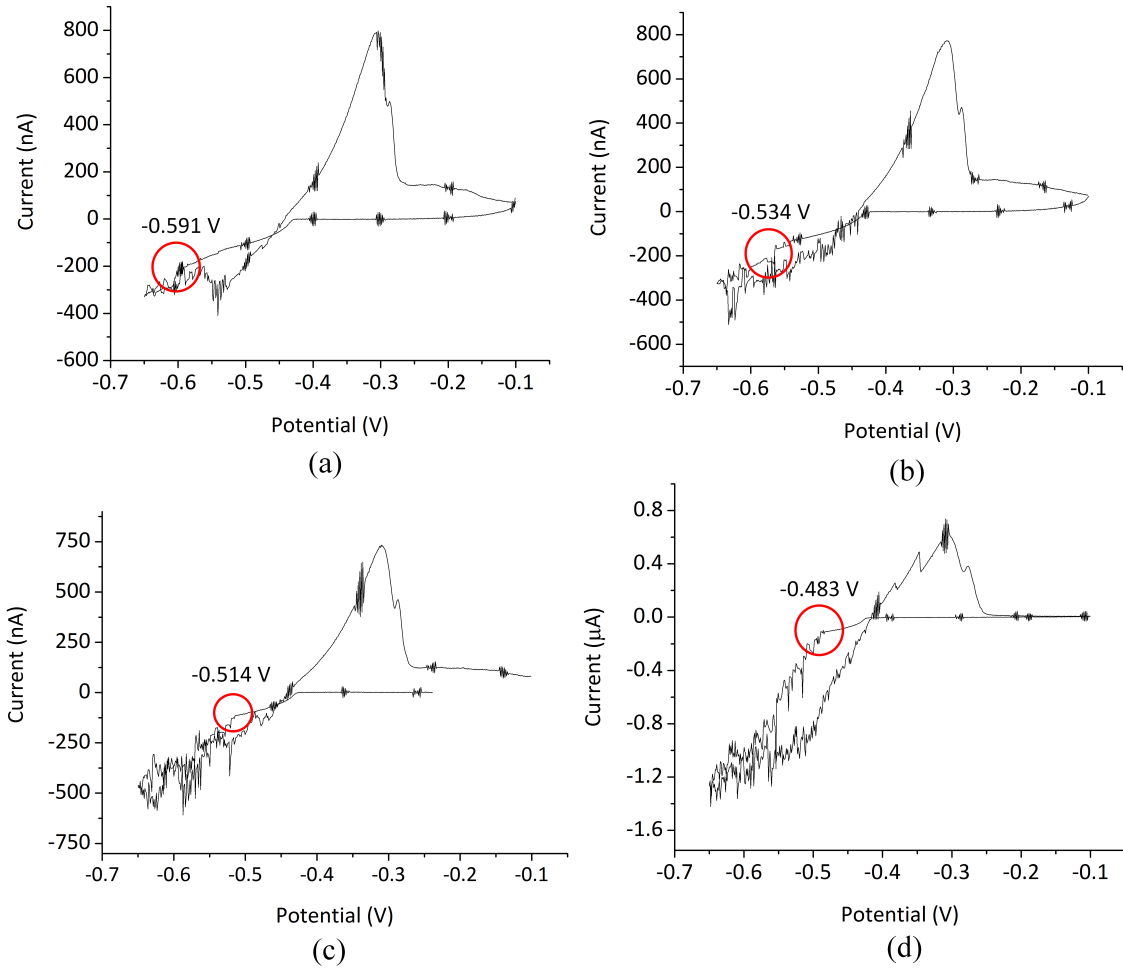 800
600
400
200
0
-200
-400
-600
Current (nA)
-0.591 V
-0.7 -0.6 -0.5 -0.4 -0.3 -0.2 -0.1
Potential (V)
(a)
800
600
400
200
0
-200
-400
-600
Current (nA)
-0.534 V
-0.7 -0.6 -0.5 -0.4 -0.3 -0.2 -0.1
Potential (V)
(b)
750
500
250
0
-250
-500
-750
Current (nA)
-0.514 V
-0.7 -0.6 -0.5 -0.4 -0.3 -0.2 -0.1
Potential (V)
(c)
0.8
0.4
0.0
-0.4
-0.8
-1.2
-1.6
Current (μA)
-0.483 V
-0.7 -0.6 -0.5 -0.4 -0.3 -0.2 -0.1
Potential (V)
(d)